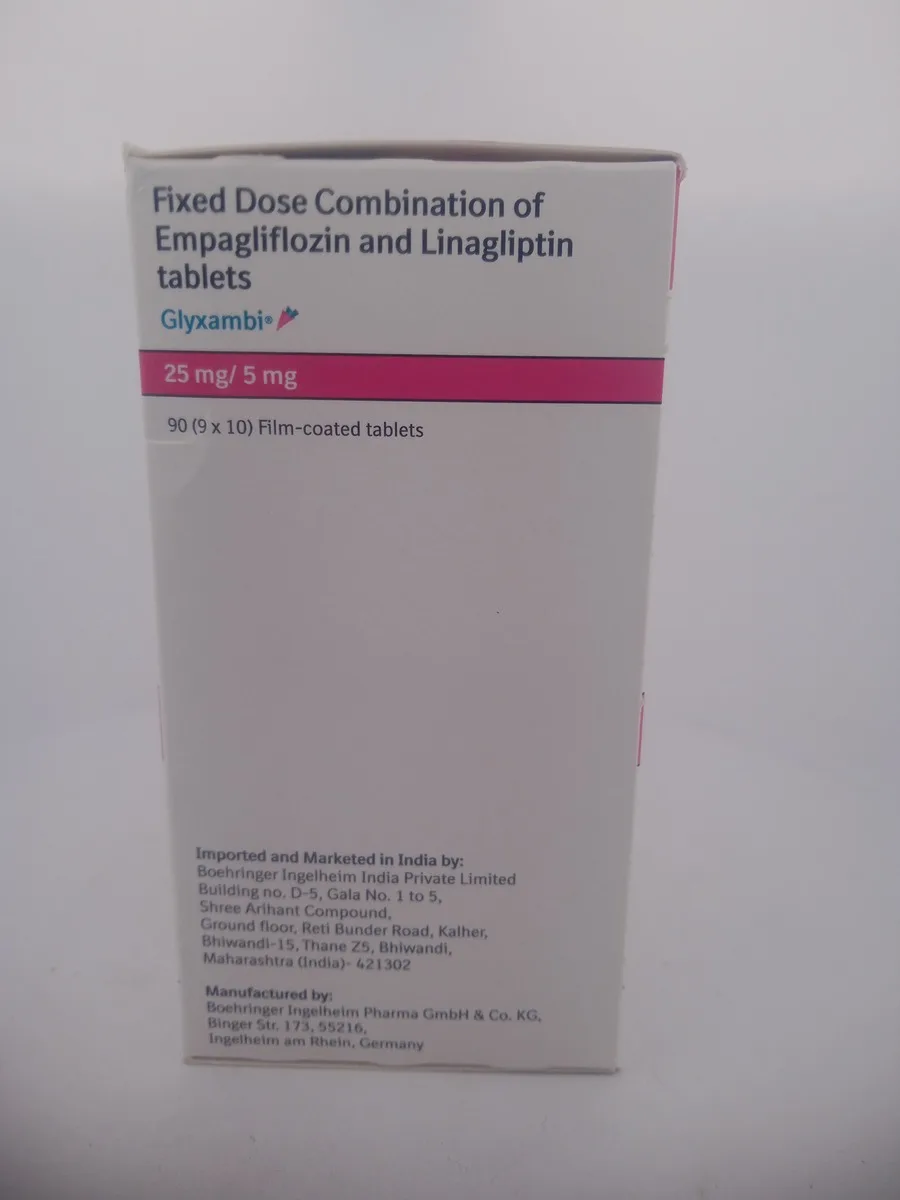 Fixed Dose Combination of
Empagliflozin and Linagliptin
tablets
Glyxambi®
25 mg/ 5 mg
90 (9 x 10) Film-coated tablets
Imported and Marketed in India by:
Boehringer Ingelheim India Private Limited
Building no. D-5, Gala No. 1 to 5,
Shree Arihant Compound,
Ground floor, Reti Bunder Road, Kalher,
Bhiwandi-15, Thane Z5, Bhiwandi,
Maharashtra (India)- 421302
Manufactured by:
Boehringer Ingelheim Pharma GmbH & Co. KG,
Binger Str. 173, 55216,
Ingelheim am Rhein, Germany